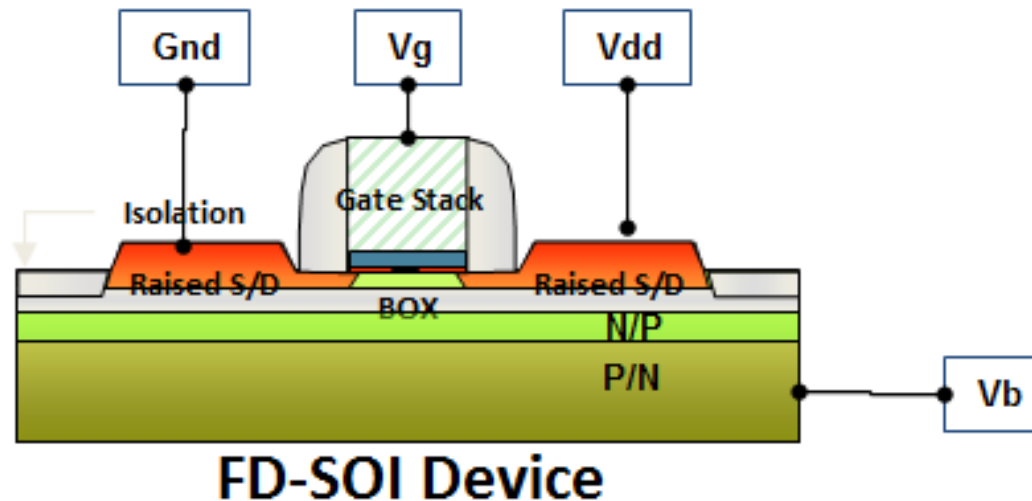 Gnd
Vg
Vdd
Isolation
Gate Stack
Raised S/D
Raised S/D
BOX
N/P
P/N
Vb
FD-SOI Device